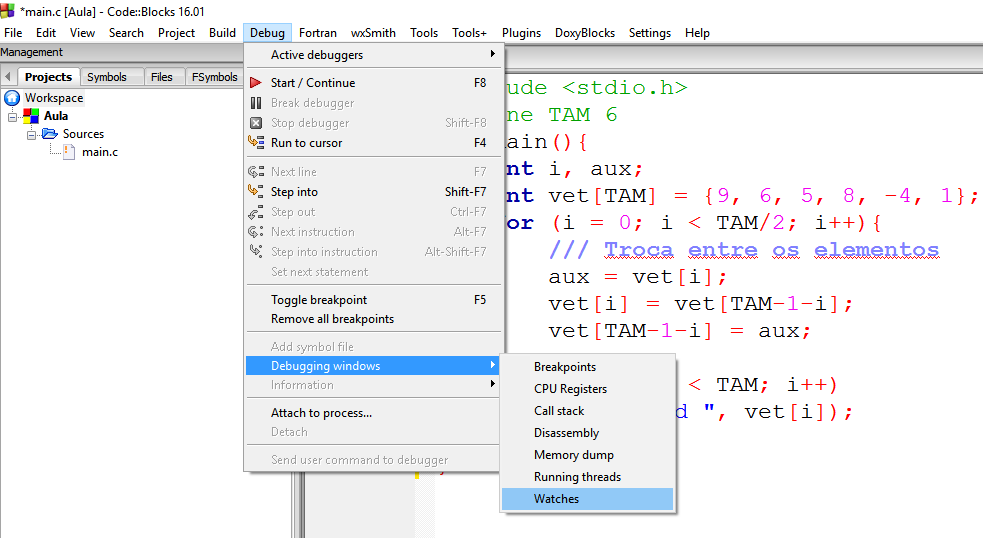 *main.c [Aula] - Code::Blocks 16.01
File Edit View Search Project Build Debug Fortran wxSmith Tools Tools+ Plugins DoxyBlocks Settings Help
Management
Projects Symbols Files FSymbols
Workspace
Aula
Sources
main.c
Active debuggers
Start / Continue F8
Break debugger
Stop debugger Shift-F8
Run to cursor F4
Next line F7
Step into Shift-F7
Step out Ctrl-F7
Next instruction Alt-F7
Step into instruction Alt-Shift-F7
Set next statement
Toggle breakpoint F5
Remove all breakpoints
Add symbol file
Debugging windows
Information
Attach to process...
Detach
Send user command to debugger
Breakpoints
CPU Registers
Call stack
Disassembly
Memory dump
Running threads
Watches
ude <stdio.h>
ne TAM 6
ain(){
nt i, aux;
nt vet[TAM] = {9, 6, 5, 8, -4, 1};
or (i = 0; i < TAM/2; i++){
/// Troca entre os elementos
aux = vet[i];
vet[i] = vet[TAM-1-i];
vet[TAM-1-i] = aux;
< TAM; i++)
d ", vet[i]);